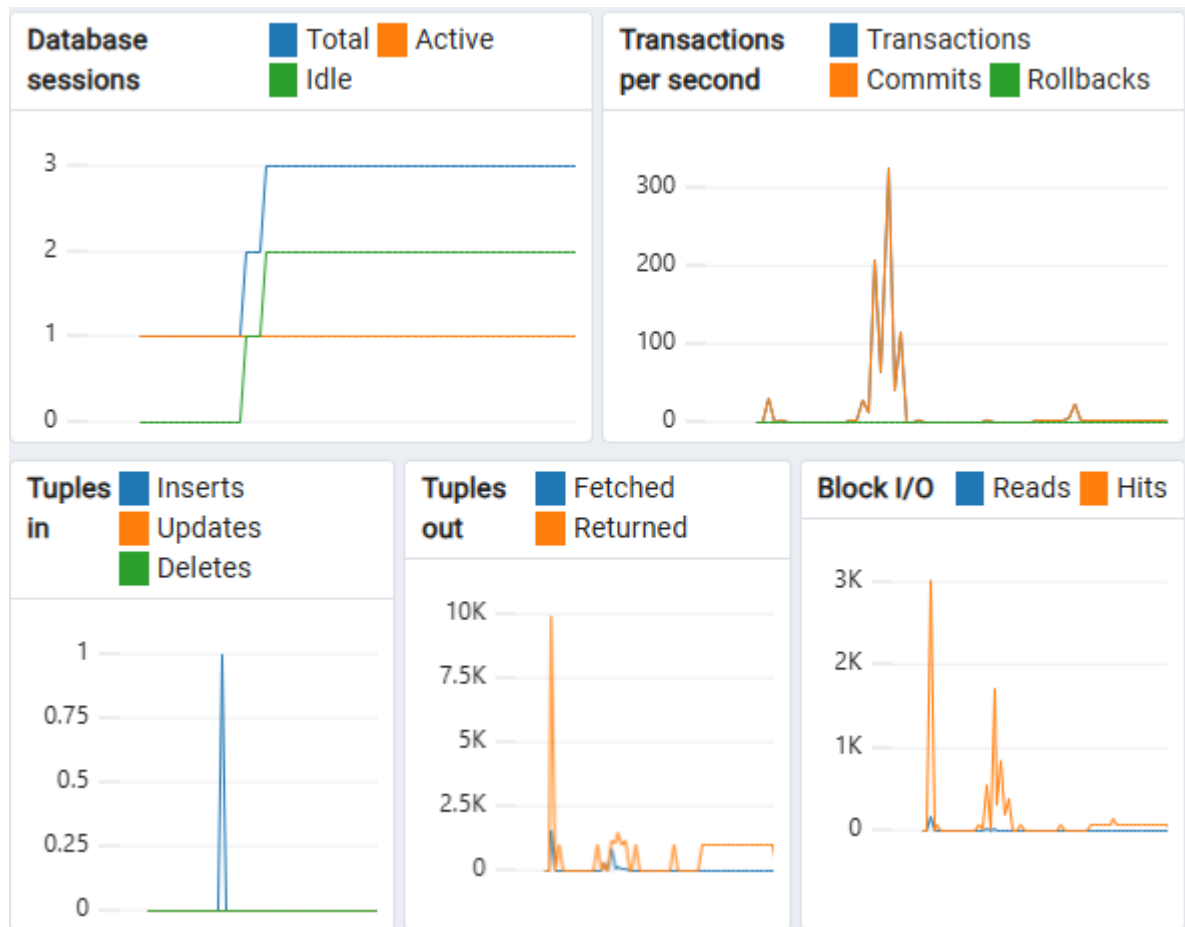 Database sessions
Total Active
Idle
3
2
1
0
Transactions per second
Transactions
Commits Rollbacks
300
200
100
0
Tuples in
Inserts
Updates
Deletes
1
0.75
0.5
0.25
0
Tuples out
Fetched
Returned
10K
7.5K
5K
2.5K
0
Block I/O Reads Hits
3K
2K
1K
0